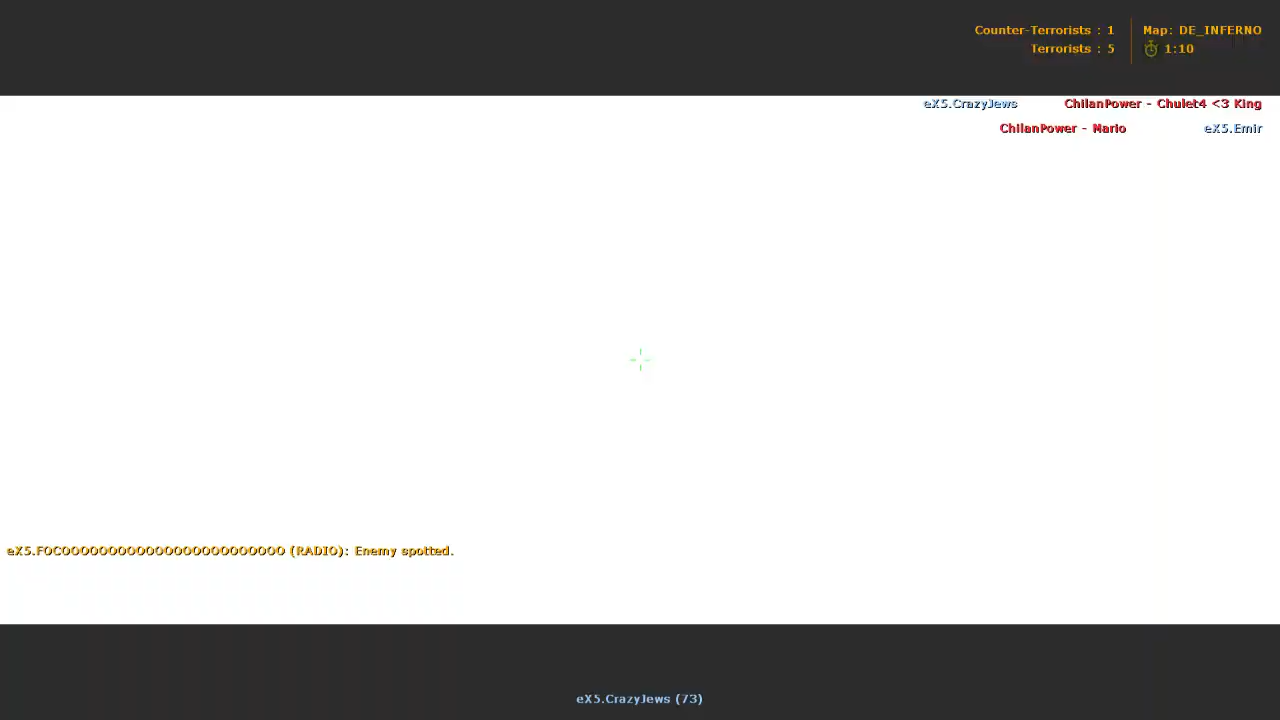 Counter-Terrorists : 1
Terrorists : 5
Map: DE_INFERNO
1:10
eX5.CrazyJews ChilanPower - Chulet4 <3 King
ChilanPower - Mario eX5.Emir
eX5.FOCOOOOOOOOOOOOOOOOOOOOOOOO (RADIO): Enemy spotted.
eX5.CrazyJews (73)